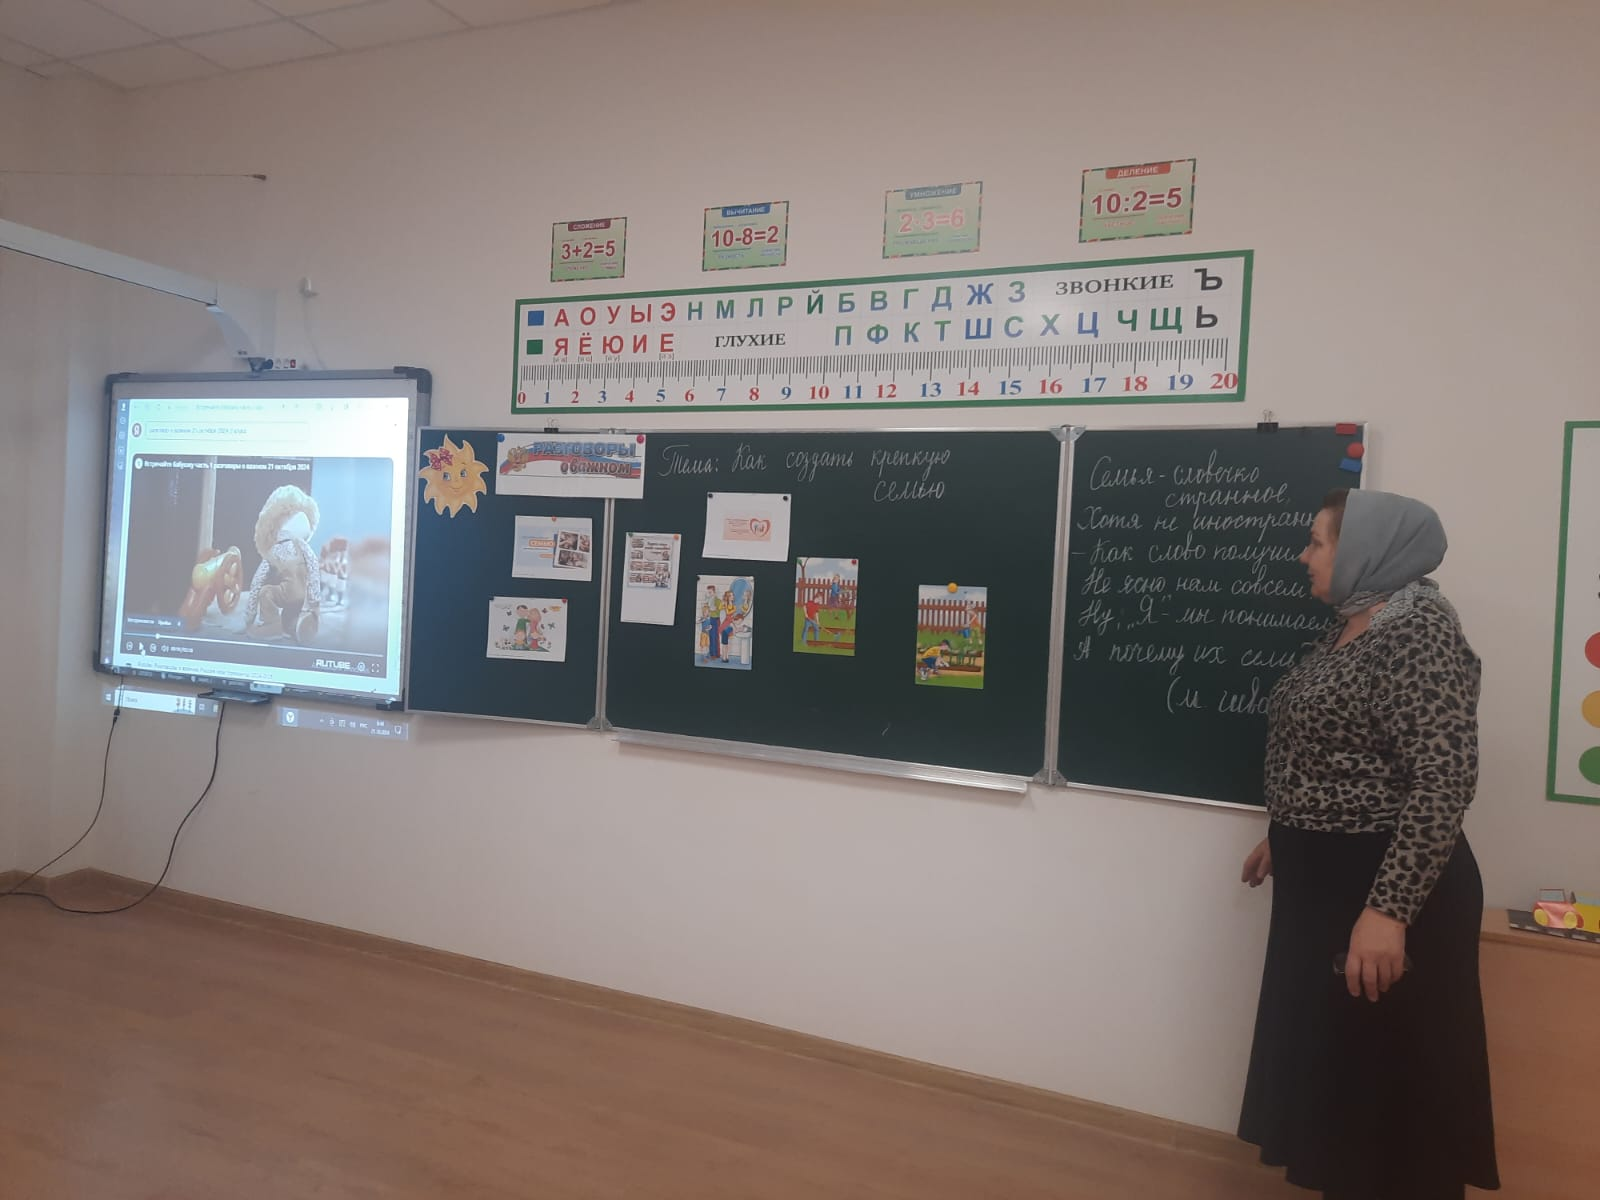 СЛОЖЕНИЕ
3+2=5
ВЫЧИТАНИЕ
10-8=2
РАЗНОСТЬ
УМНОЖЕНИЕ
2·3=6
ДЕЛЕНИЕ
10:2=5
А О У Ы Э Н М Л Р Й Б В Г Д Ж З ЗВОНКИЕ Ъ
Я Ё Ю И Е ГЛУХИЕ П Ф К Т Ш С Х Ц Ч Щ Ь
0 1 2 3 4 5 6 7 8 9 10 11 12 13 14 15 16 17 18 19 20
Встречайте бабушку часть 1 разговоры о важном 21 октября 2024
RUTUBE
РАЗГОВОРЫ
о важном
Тема: Как создать крепкую
семью
Семья - словечко
странное,
Хотя не иностран
- Как слово
Не ясно нам совсем
Ну, „Я" - мы понимаем
А почему их семь